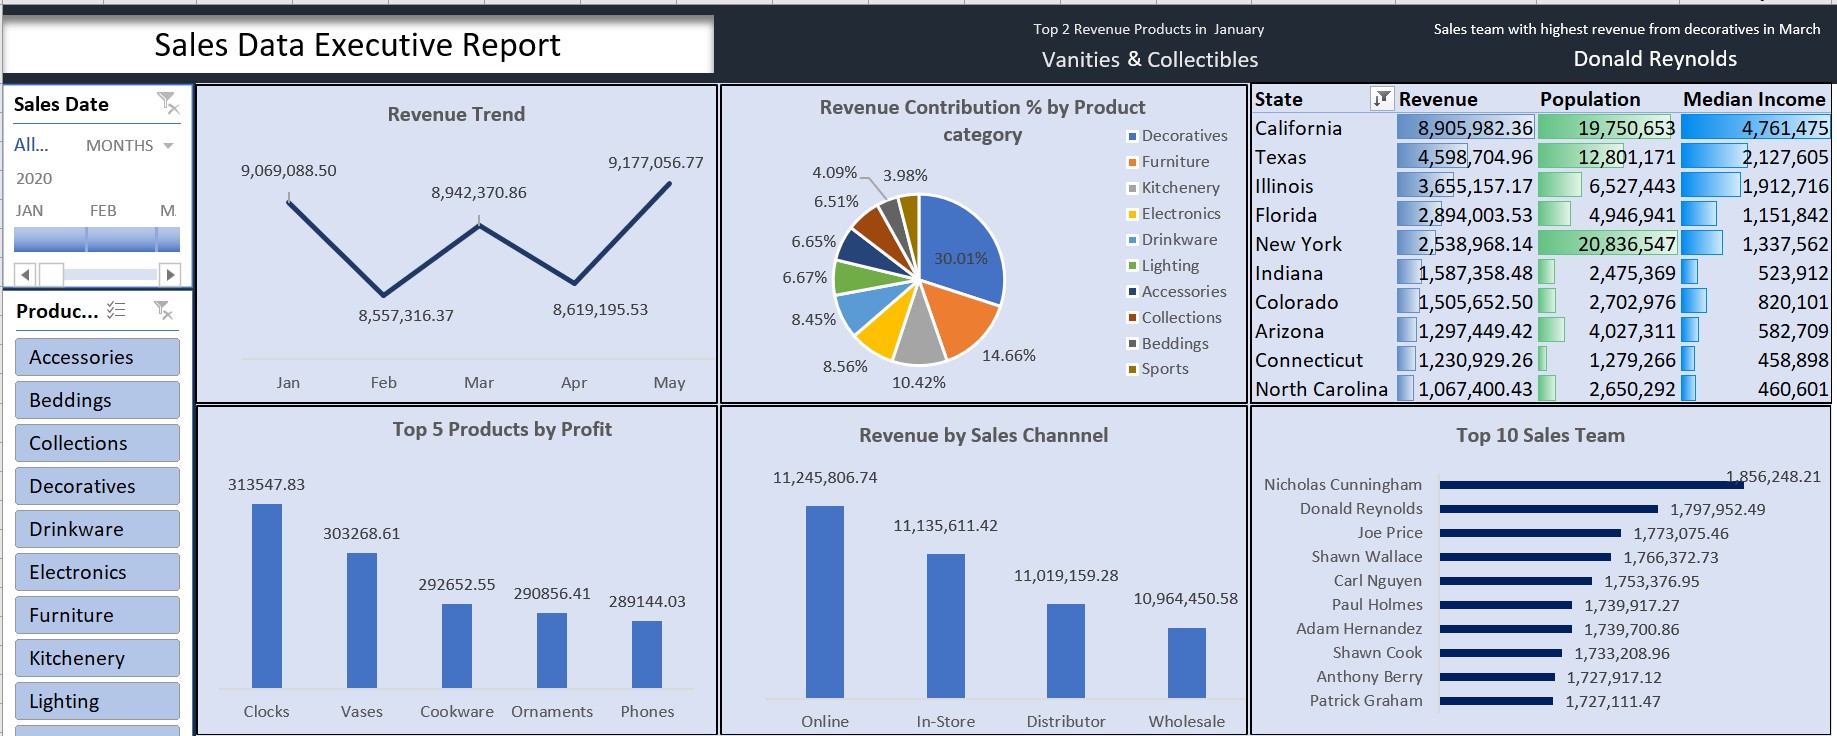 Sales Data Executive Report
Top 2 Revenue Products in January
Vanities & Collectibles
Sales team with highest revenue from decoratives in March
Donald Reynolds
Sales Date
All...
MONTHS
2020
JAN FEB M.
Produc...
Accessories
Beddings
Collections
Decoratives
Drinkware
Electronics
Furniture
Kitchenery
Lighting
Revenue Trend
9,069,088.50
8,557,316.37
8,942,370.86
8,619,195.53
9,177,056.77
Jan Feb Mar Apr May
Revenue Contribution % by Product
category
30.01%
14.66%
10.42%
8.56%
8.45%
6.67%
6.65%
6.51%
4.09%
3.98%
Decoratives
Furniture
Kitchenery
Electronics
Drinkware
Lighting
Accessories
Collections
Beddings
Sports
State Revenue Population Median Income
California 8,905,982.36 19,750,653 4,761,475
Texas 4,598,704.96 12,801,171 2,127,605
Illinois 3,655,157.17 6,527,443 1,912,716
Florida 2,894,003.53 4,946,941 1,151,842
New York 2,538,968.14 20,836,547 1,337,562
Indiana 1,587,358.48 2,475,369 523,912
Colorado 1,505,652.50 2,702,976 820,101
Arizona 1,297,449.42 4,027,311 582,709
Connecticut 1,230,929.26 1,279,266 458,898
North Carolina 1,067,400.43 2,650,292 460,601
Top 5 Products by Profit
313547.83
303268.61
292652.55
290856.41
289144.03
Clocks Vases Cookware Ornaments Phones
Revenue by Sales Channnel
11,245,806.74
11,135,611.42
11,019,159.28
10,964,450.58
Online In-Store Distributor Wholesale
Top 10 Sales Team
Nicholas Cunningham 1,856,248.21
Donald Reynolds 1,797,952.49
Joe Price 1,773,075.46
Shawn Wallace 1,766,372.73
Carl Nguyen 1,753,376.95
Paul Holmes 1,739,917.27
Adam Hernandez 1,739,700.86
Shawn Cook 1,733,208.96
Anthony Berry 1,727,917.12
Patrick Graham 1,727,111.47